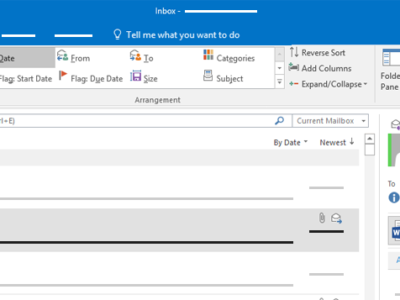 Inbox -
Tell me what you want to do
Date From To Categories Reverse Sort
Flag: Start Date Flag: Due Date Size Subject Add Columns
Expand/Collapse
Folde
Pane
Arrangement
l+E) Current Mailbox
By Date Newest ↓
To